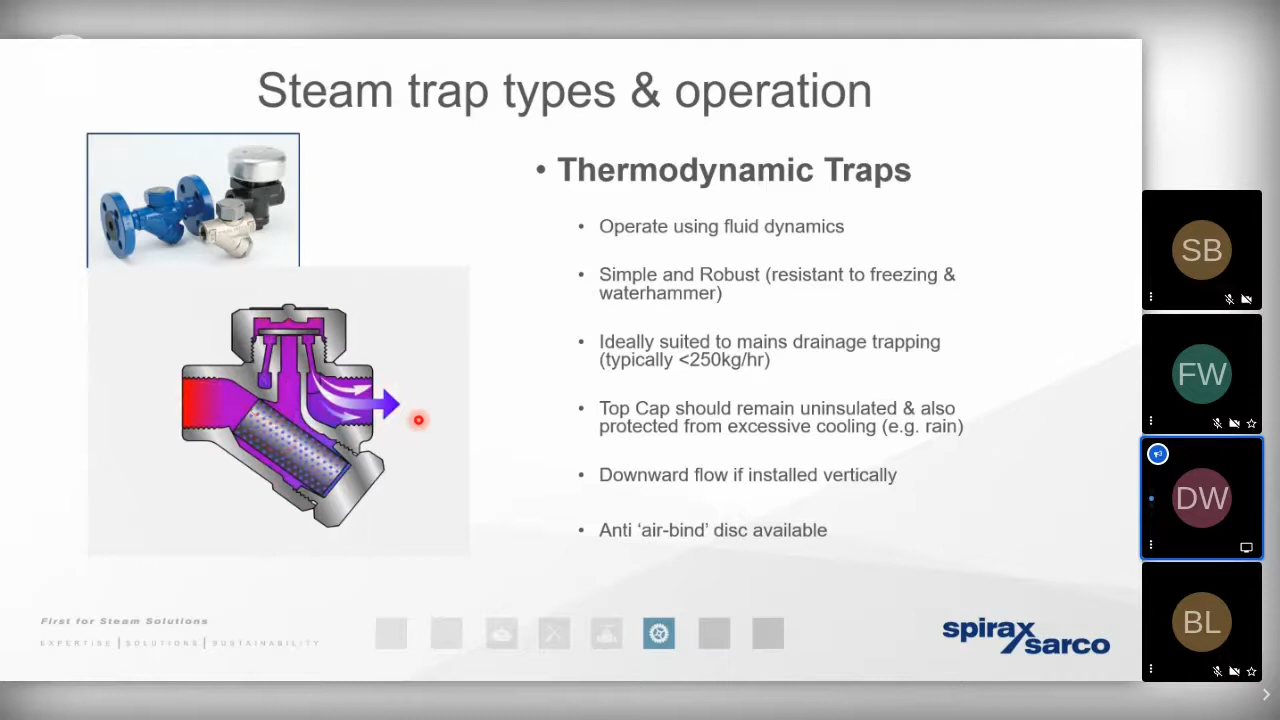 Steam trap types & operation
• Thermodynamic Traps
• Operate using fluid dynamics
• Simple and Robust (resistant to freezing &
waterhammer)
• Ideally suited to mains drainage trapping
(typically <250kg/hr)
• Top Cap should remain uninsulated & also
protected from excessive cooling (e.g. rain)
• Downward flow if installed vertically
• Anti ‘air-bind’ disc available
First for Steam Solutions
EXPERTISE | SOLUTIONS | SUSTAINABILITY
spirax
sarco
SB
FW
DW
BL